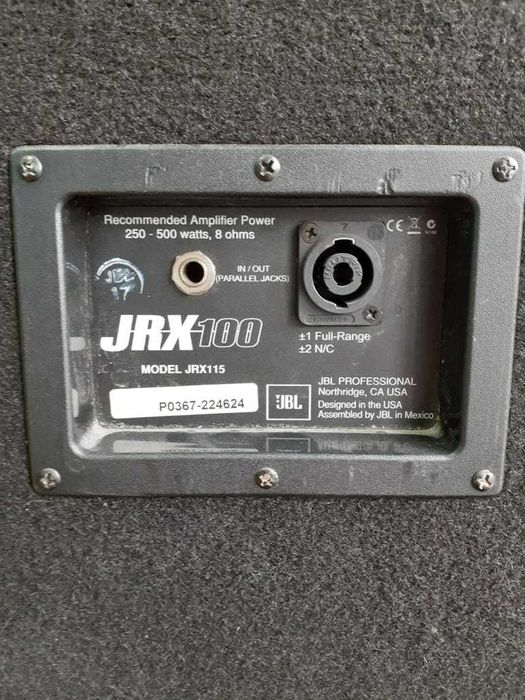 Recommended Amplifier Power
250 - 500 watts, 8 ohms
IN / OUT
(PARALLEL JACKS)
JRX100
MODEL JRX115
P0367-224624
±1 Full-Range
±2 N/C
CE
JBL
JBL PROFESSIONAL
Northridge, CA USA
Designed in the USA
Assembled by JBL in Mexico